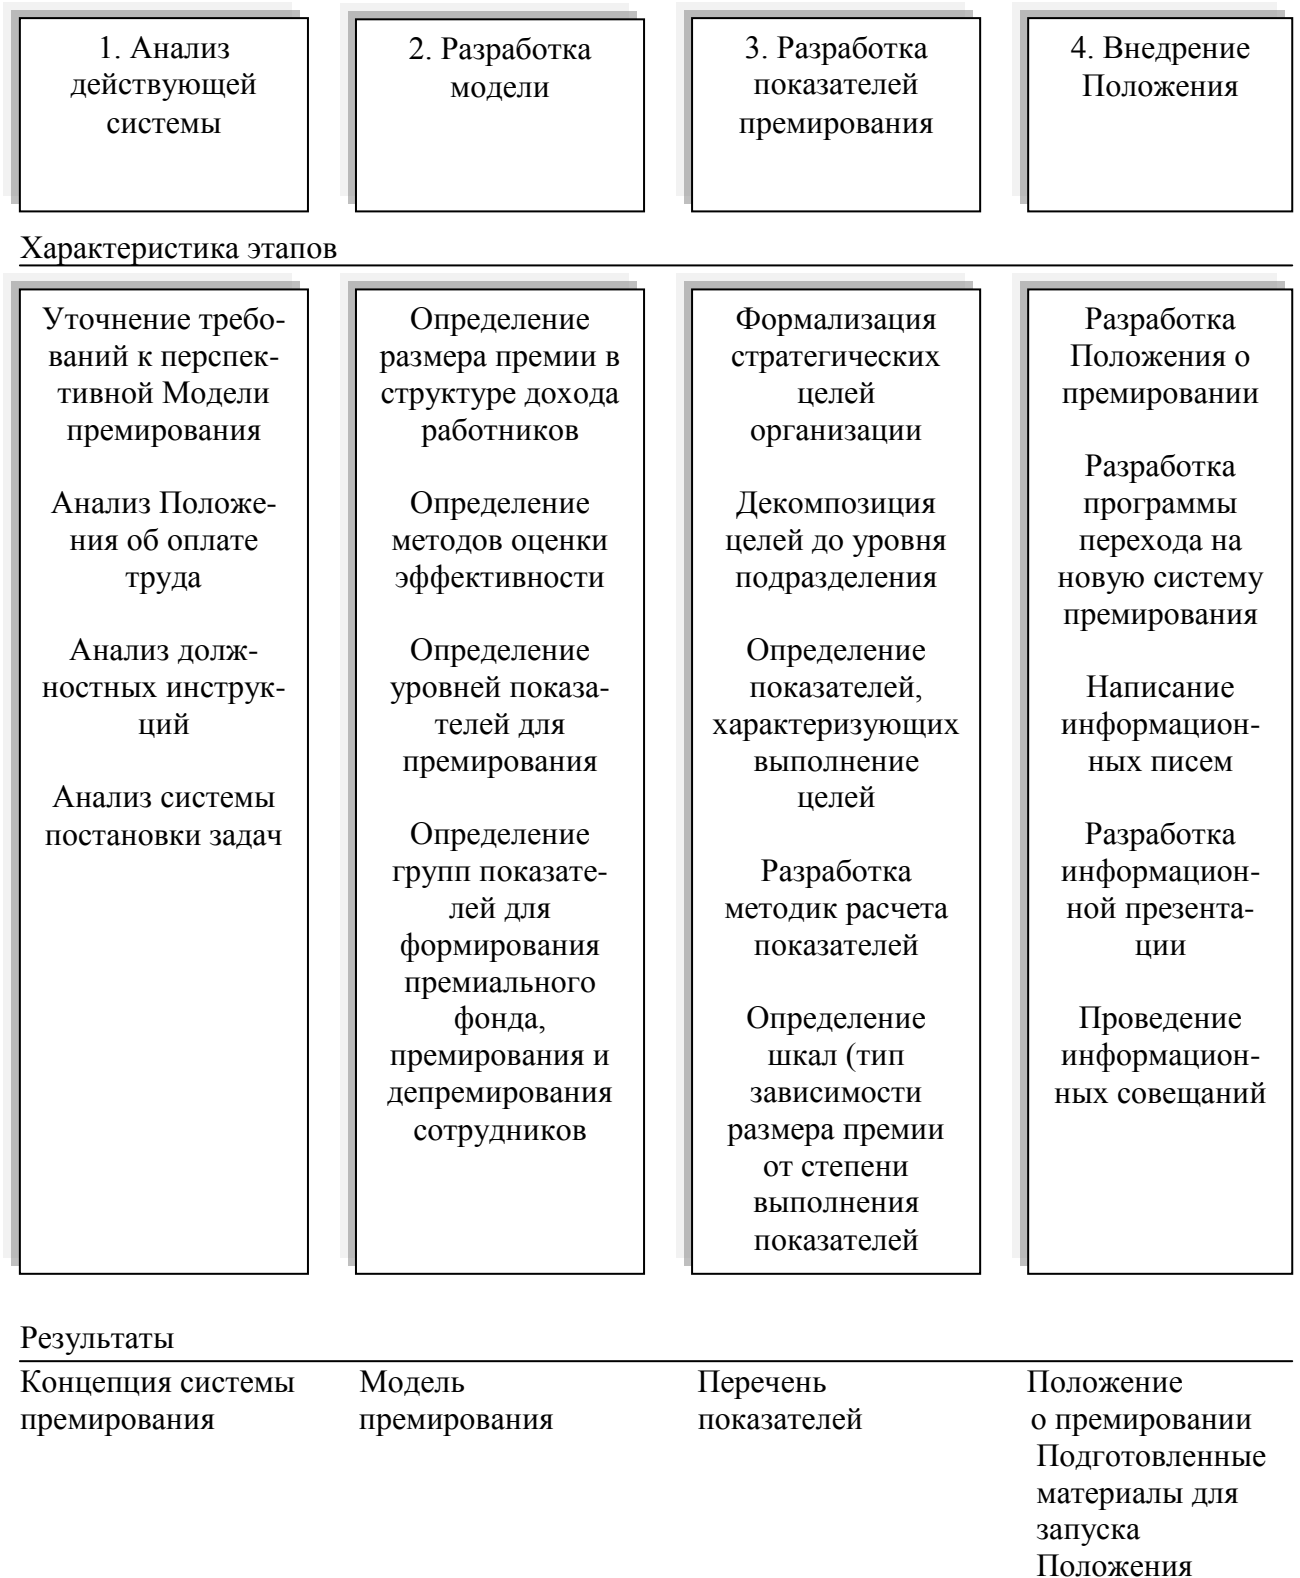 1. Анализ
действующей
системы
2. Разработка
модели
3. Разработка
показателей
премирования
4. Внедрение
Положения
Характеристика этапов
Уточнение требо-
ваний к перспек-
тивной Модели
премирования
Анализ Положе-
ния об оплате
труда
Анализ долж-
ностных инструк-
ций
Анализ системы
постановки задач
Определение
размера премии в
структуре дохода
работников
Определение
методов оценки
эффективности
Определение
уровней показа-
телей для
премирования
Определение
групп показате-
лей для
формирования
премиального
фонда,
премирования и
депремирования
сотрудников
Формализация
стратегических
целей
организации
Декомпозиция
целей до уровня
подразделения
Определение
показателей,
характеризующих
выполнение
целей
Разработка
методик расчета
показателей
Определение
шкал (тип
зависимости
размера премии
от степени
выполнения
показателей
Разработка
Положения о
премировании
Разработка
программы
перехода на
новую систему
премирования
Написание
информацион-
ных писем
Разработка
информацион-
ной презента-
ции
Проведение
информацион-
ных совещаний
Результаты
Концепция системы
премирования
Модель
премирования
Перечень
показателей
Положение
о премировании
Подготовленные
материалы для
запуска
Положения